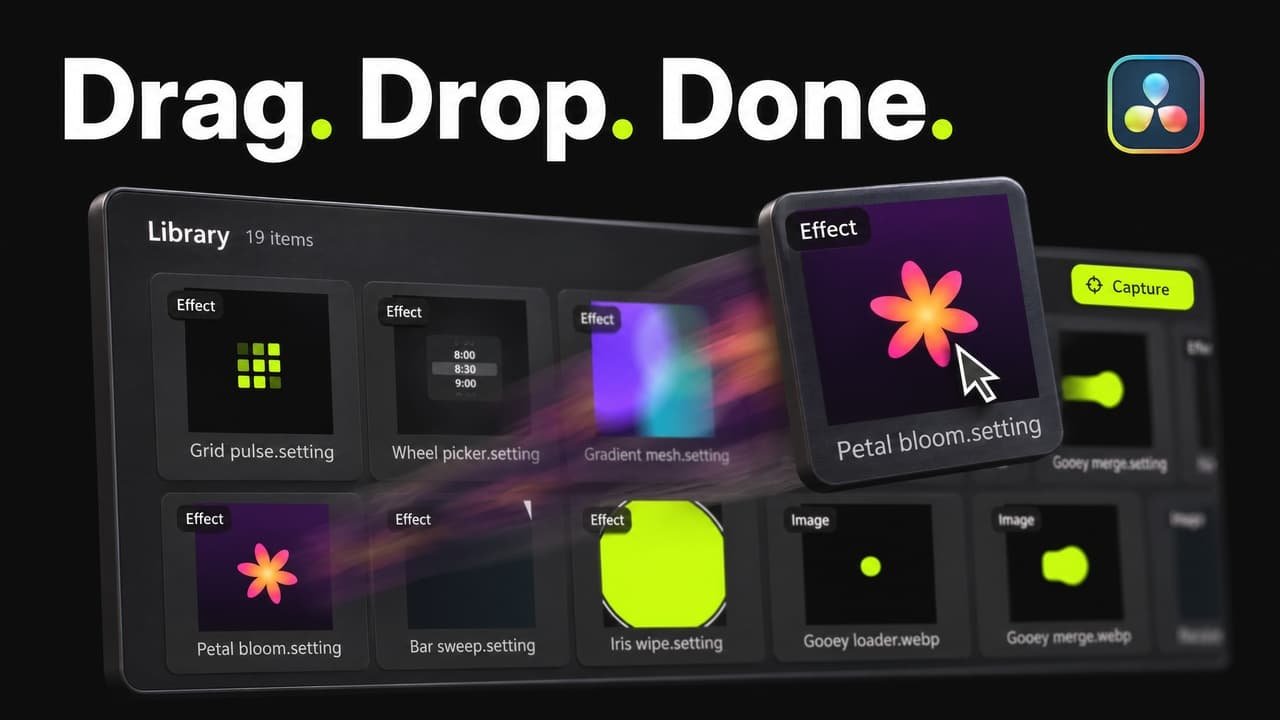 Drag. Drop. Done.
Library 19 items
Capture
Effect
Petal bloom.setting
Effect
Grid pulse.setting
Effect
8:00
8:30
9:00
Wheel picker.setting
Effect
Gradient mesh.setting
Gooey merge.setting
Effect
Petal bloom.setting
Effect
Bar sweep.setting
Effect
Iris wipe.setting
Image
Gooey loader.webp
Image
Gooey merge.webp